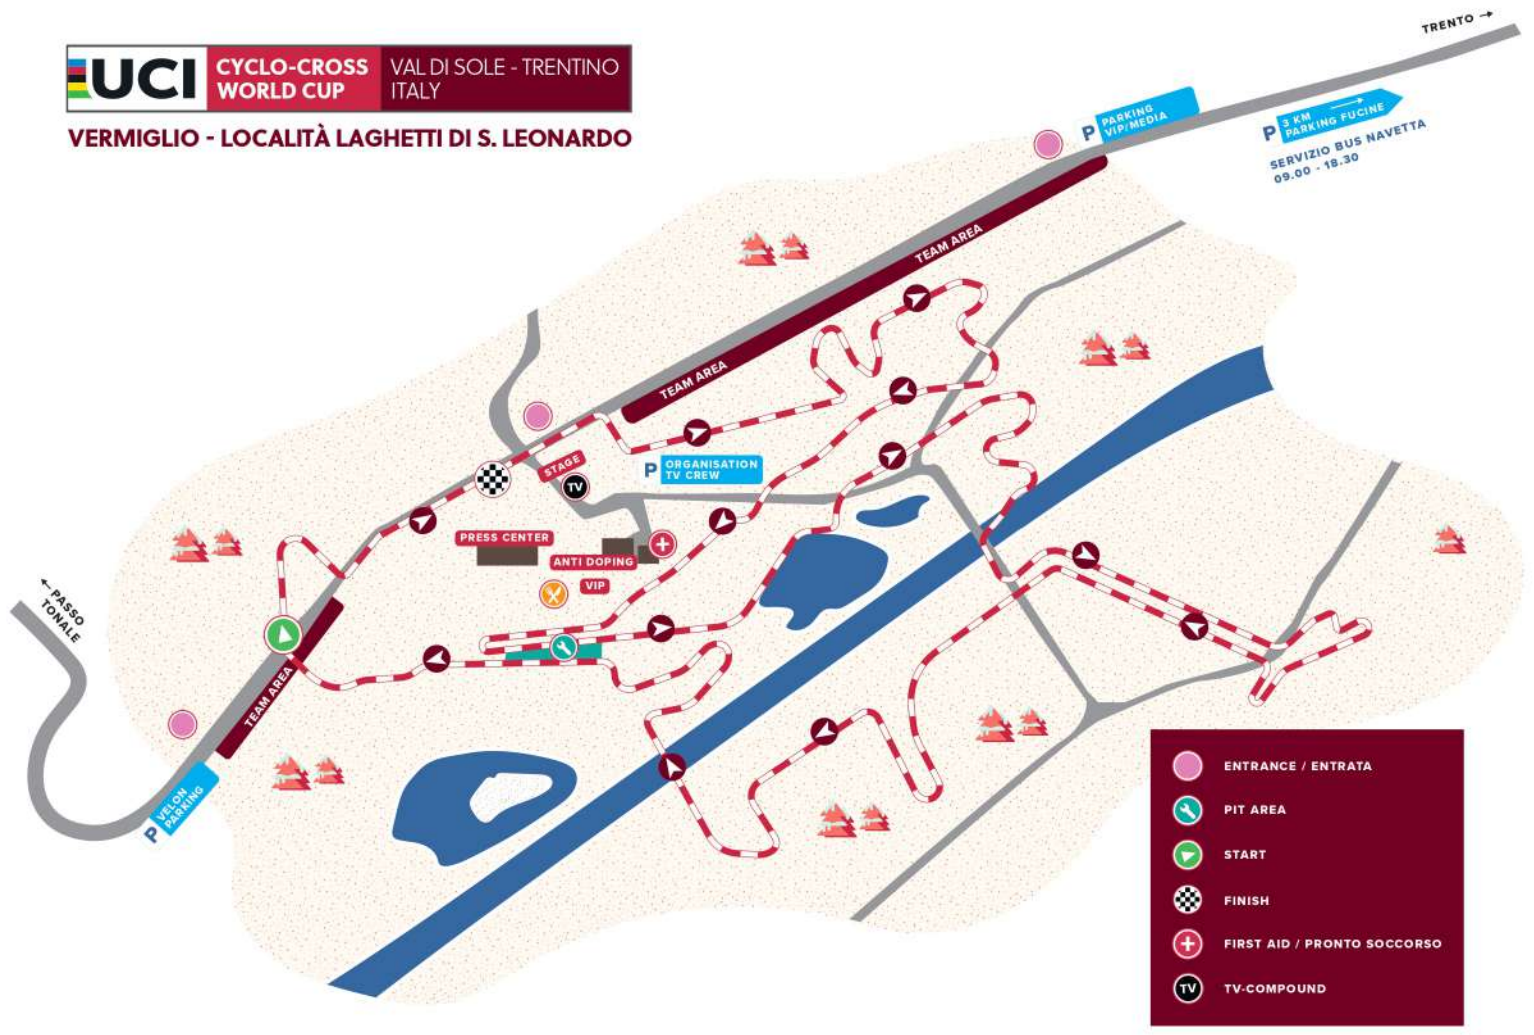 UCI
CYCLO-CROSS
WORLD CUP
VAL DI SOLE - TRENTINO
ITALY
VERMIGLIO - LOCALITÀ LAGHETTI DI S. LEONARDO
TRENTO →
P PARKING
VIP/MEDIA
P 3 KM
PARKING FUCINE
SERVIZIO BUS NAVETTA
09.00 - 18.30
TEAM AREA
TEAM AREA
STAGE
TV
P ORGANISATION
TV CREW
PRESS CENTER
ANTI DOPING
VIP
← PASSO
TONALE
TEAM AREA
P VELON
PARKING
ENTRANCE / ENTRATA
PIT AREA
START
FINISH
FIRST AID / PRONTO SOCCORSO
TV TV-COMPOUND